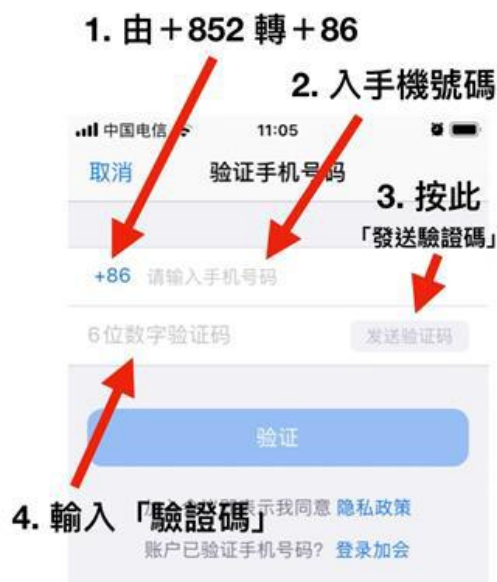 1. 由+852 轉+86
2. 入手機號碼
中国电信 11:05
取消 验证手机号码
3. 按此
「發送驗證碼」
+86 请输入手机号码
6位数字验证码 发送验证码
验证
4. 輸入「驗證碼」
表示我同意 隐私政策
账户已验证手机号码? 登录加会